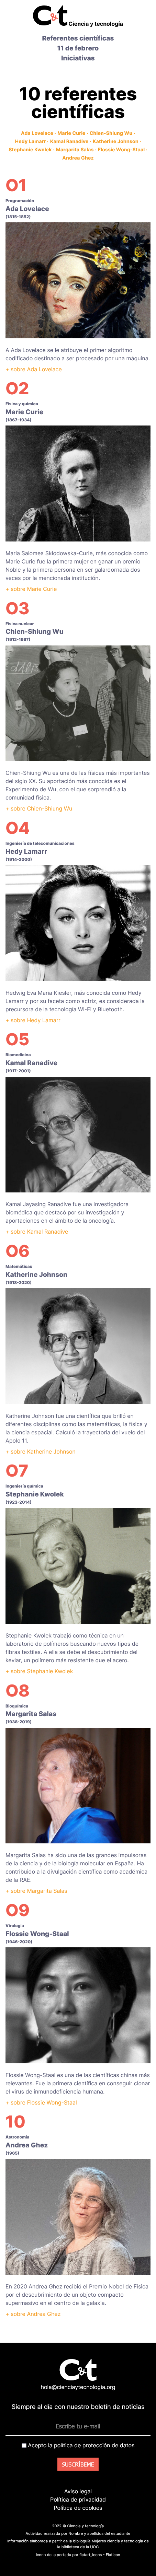 C&t Ciencia y tecnología
Referentes científicas
11 de febrero
Iniciativas
10 referentes
científicas
Ada Lovelace · Marie Curie · Chien-Shiung Wu ·
Hedy Lamarr · Kamal Ranadive · Katherine Johnson ·
Stephanie Kwolek · Margarita Salas · Flossie Wong-Staal ·
Andrea Ghez
01
Programación
Ada Lovelace
(1815-1852)
A Ada Lovelace se le atribuye el primer algoritmo
codificado destinado a ser procesado por una máquina.
+ sobre Ada Lovelace
02
Física y química
Marie Curie
(1867-1934)
Maria Salomea Skłodowska-Curie, más conocida como
Marie Curie fue la primera mujer en ganar un premio
Noble y la primera persona en ser galardonada dos
veces por la mencionada institución.
+ sobre Marie Curie
03
Física nuclear
Chien-Shiung Wu
(1912-1997)
Chien-Shiung Wu es una de las físicas más importantes
del siglo XX. Su aportación más conocida es el
Experimento de Wu, con el que sorprendió a la
comunidad física.
+ sobre Chien-Shiung Wu
04
Ingeniería de telecomunicaciones
Hedy Lamarr
(1914-2000)
Hedwig Eva Maria Kiesler, más conocida como Hedy
Lamarr y por su faceta como actriz, es considerada la
precursora de la tecnología Wi-Fi y Bluetooth.
+ sobre Hedy Lamarr
05
Biomedicina
Kamal Ranadive
(1917-2001)
Kamal Jayasing Ranadive fue una investigadora
biomédica que destacó por su investigación y
aportaciones en el ámbito de la oncología.
+ sobre Kamal Ranadive
06
Matemáticas
Katherine Johnson
(1918-2020)
Katherine Johnson fue una científica que brilló en
diferentes disciplinas como las matemáticas, la física y
la ciencia espacial. Calculó la trayectoria del vuelo del
Apolo 11.
+ sobre Katherine Johnson
07
Ingeniería química
Stephanie Kwolek
(1923-2014)
Stephanie Kwolek trabajó como técnica en un
laboratorio de polímeros buscando nuevos tipos de
fibras textiles. A ella se debe el descubrimiento del
kevlar, un polímero más resistente que el acero.
+ sobre Stephanie Kwolek
08
Bioquímica
Margarita Salas
(1938-2019)
Margarita Salas ha sido una de las grandes impulsoras
de la ciencia y de la biología molecular en España. Ha
contribuido a la divulgación científica como académica
de la RAE.
+ sobre Margarita Salas
09
Virología
Flossie Wong-Staal
(1946-2020)
Flossie Wong-Staal es una de las científicas chinas más
relevantes. Fue la primera científica en conseguir clonar
el virus de inmunodeficiencia humana.
+ sobre Flossie Wong-Staal
10
Astronomía
Andrea Ghez
(1965)
En 2020 Andrea Ghez recibió el Premio Nobel de Física
por el descubrimiento de un objeto compacto
supermasivo en el centro de la galaxia.
+ sobre Andrea Ghez
C&t
hola@cienciaytecnologia.org
Siempre al día con nuestro boletín de noticias
Escribe tu e-mail
Acepto la política de protección de datos
SUSCRÍBEME
Aviso legal
Política de privacidad
Política de cookies
2022 © Ciencia y tecnología
Actividad realizada por Nombre y apellidos del estudiante
Información elaborada a partir de la biblioguía Mujeres ciencia y tecnología de
la biblioteca de la UOC
Icono de la portada por flatart_icons - Flaticon